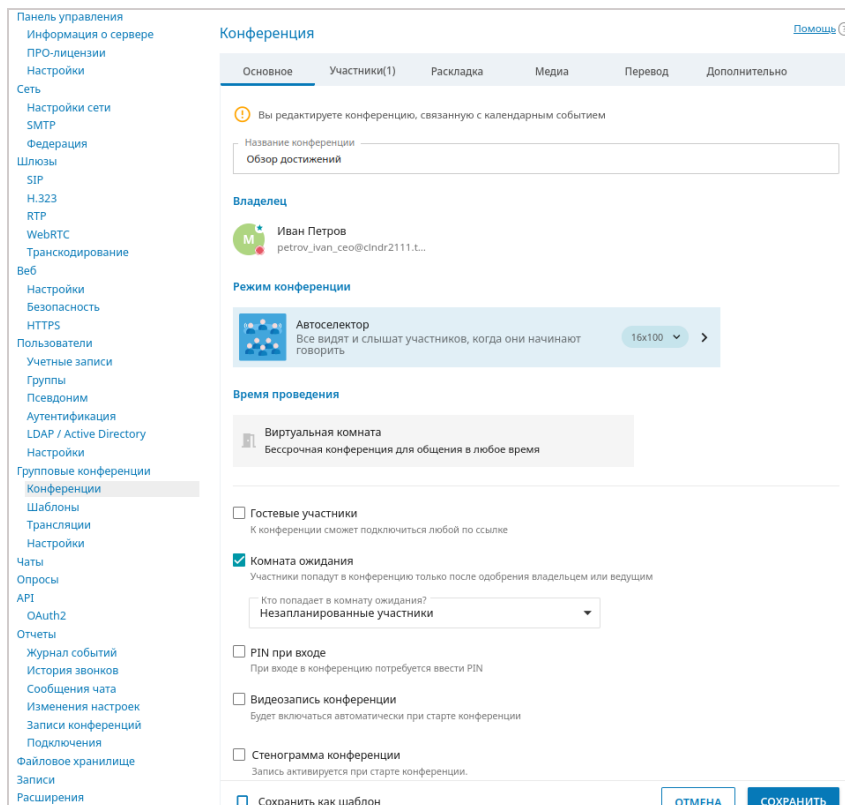 Панель управления
Информация о сервере
ПРО-лицензии
Настройки
Сеть
Настройки сети
SMTP
Федерация
Шлюзы
SIP
H.323
RTP
WebRTC
Транскодирование
Веб
Настройки
Безопасность
HTTPS
Пользователи
Учетные записи
Группы
Псевдоним
Аутентификация
LDAP / Active Directory
Настройки
Групповые конференции
Конференции
Шаблоны
Трансляции
Настройки
Чаты
Опросы
API
OAuth2
Отчеты
Журнал событий
История звонков
Сообщения чата
Изменения настроек
Записи конференций
Подключения
Файловое хранилище
Записи
Расширения
Конференция
Помощь
Основное Участники(1) Раскладка Медиа Перевод Дополнительно
Вы редактируете конференцию, связанную с календарным событием
Название конференции
Обзор достижений
Владелец
М
Иван Петров
petrov_ivan_ceo@clndr2111.t...
Режим конференции
Автоселектор
Все видят и слышат участников, когда они начинают
говорить
16x100
Время проведения
Виртуальная комната
Бессрочная конференция для общения в любое время
Гостевые участники
К конференции сможет подключиться любой по ссылке
Комната ожидания
Участники попадут в конференцию только после одобрения владельцем или ведущим
Кто попадает в комнату ожидания?
Незапланированные участники
PIN при входе
При входе в конференцию потребуется ввести PIN
Видеозапись конференции
Будет включаться автоматически при старте конференции
Стенограмма конференции
Запись активируется при старте конференции.
Сохранить как шаблон
ОТМЕНА
СОХРАНИТЬ